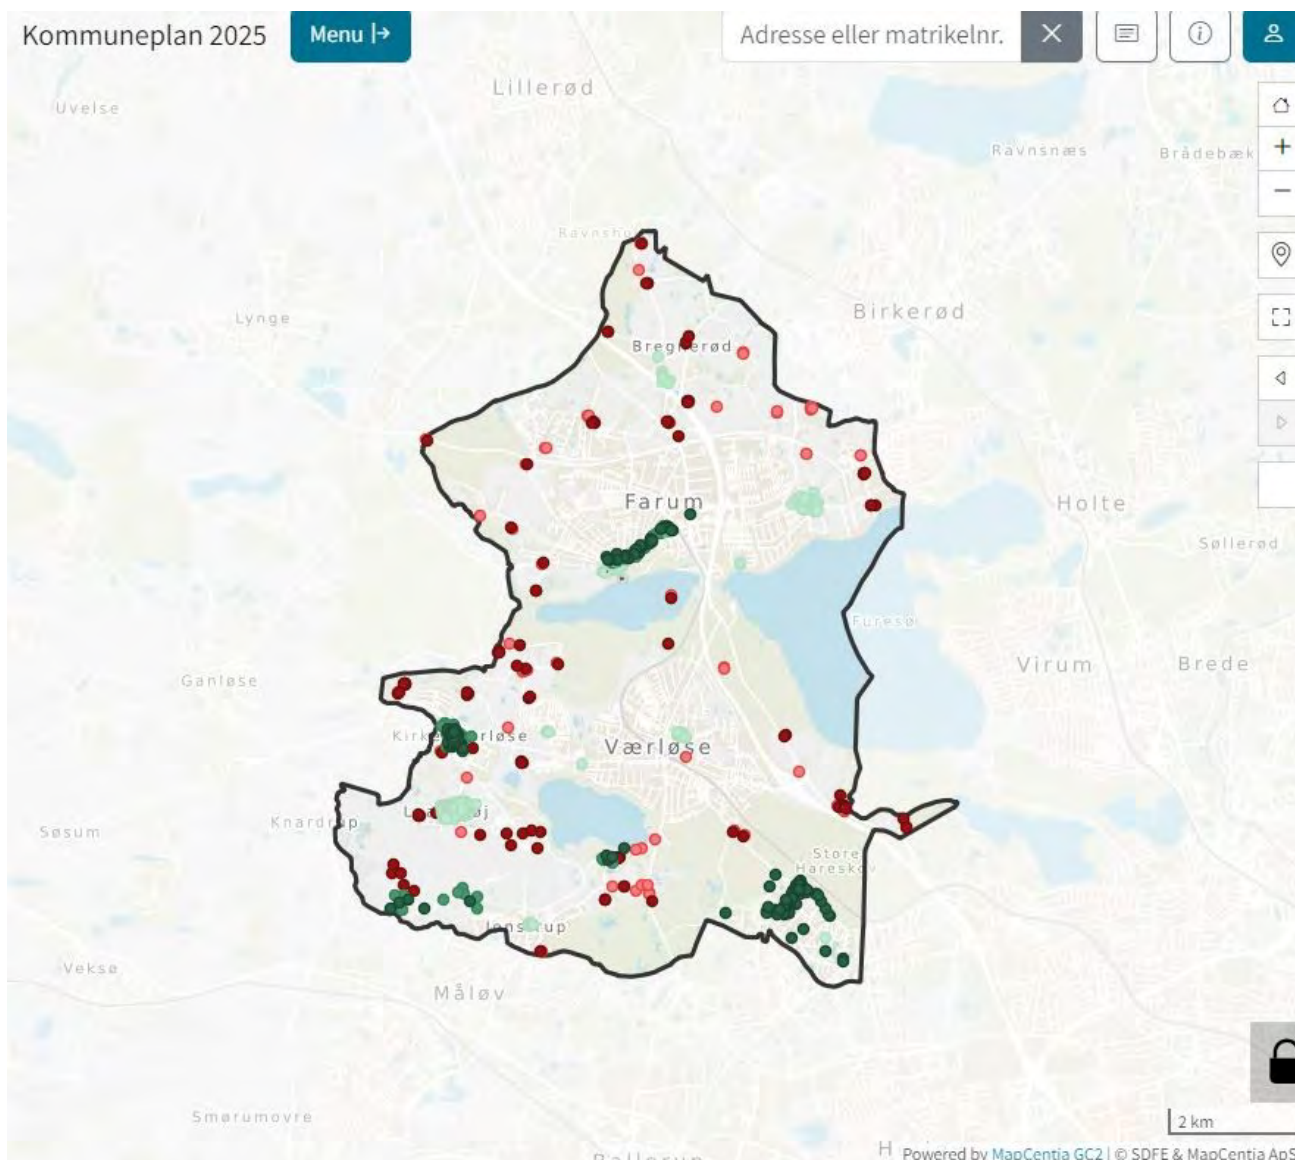 Kommuneplan 2025
Menu
Adresse eller matrikelnr.
Lillerød
Uvelse
Ravnsnæs
Brådebæk
Birkerød
Lynge
Bregnerød
Farum
Holte
Søllerød
Furesø
Virum
Brede
Ganløse
Værløse
Knardrup
Søsum
Store
Hareskov
Jonstrup
Veksø
Måløv
Smørumovre
2 km
H
Powered by MapCentia GC2 | © SDFE & MapCentia ApS